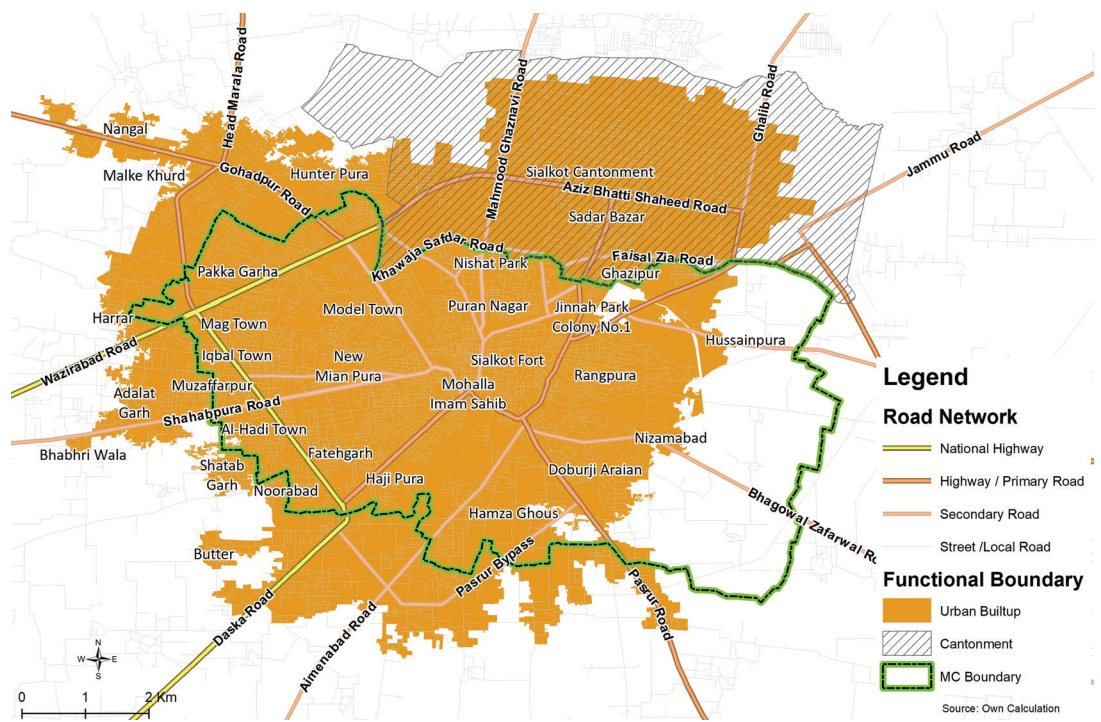 Head Marala Road
Mahmood Ghaznavi Road
Ghalib Road
Jammu Road
Nangal
Malke Khurd
Gohadpur Road
Hunter Pura
Sialkot Cantonment
Aziz Bhatti Shaheed Road
Sadar Bazar
Khawaja Safdar Road
Nishat Park
Faisal Zia Road
Ghazipur
Pakka Garha
Model Town
Puran Nagar
Jinnah Park
Colony No.1
Harrar
Mag Town
Hussainpura
Wazirabad Road
Iqbal Town
New
Mian Pura
Sialkot Fort
Rangpura
Muzaffarpur
Mohalla
Imam Sahib
Adalat
Garh
Shahabpura Road
Al-Hadi Town
Nizamabad
Bhabhri Wala
Fatehgarh
Shatab
Garh
Haji Pura
Doburji Araian
Noorabad
Hamza Ghous
Bhagowal Zafarwal Ro
Butter
Pasrur Bypass
Pasrur Road
Daska Road
Aimenabad Road
N
W E
S
0 1 2 Km
Legend
Road Network
National Highway
Highway / Primary Road
Secondary Road
Street /Local Road
Functional Boundary
Urban Builtup
Cantonment
MC Boundary
Source: Own Calculation